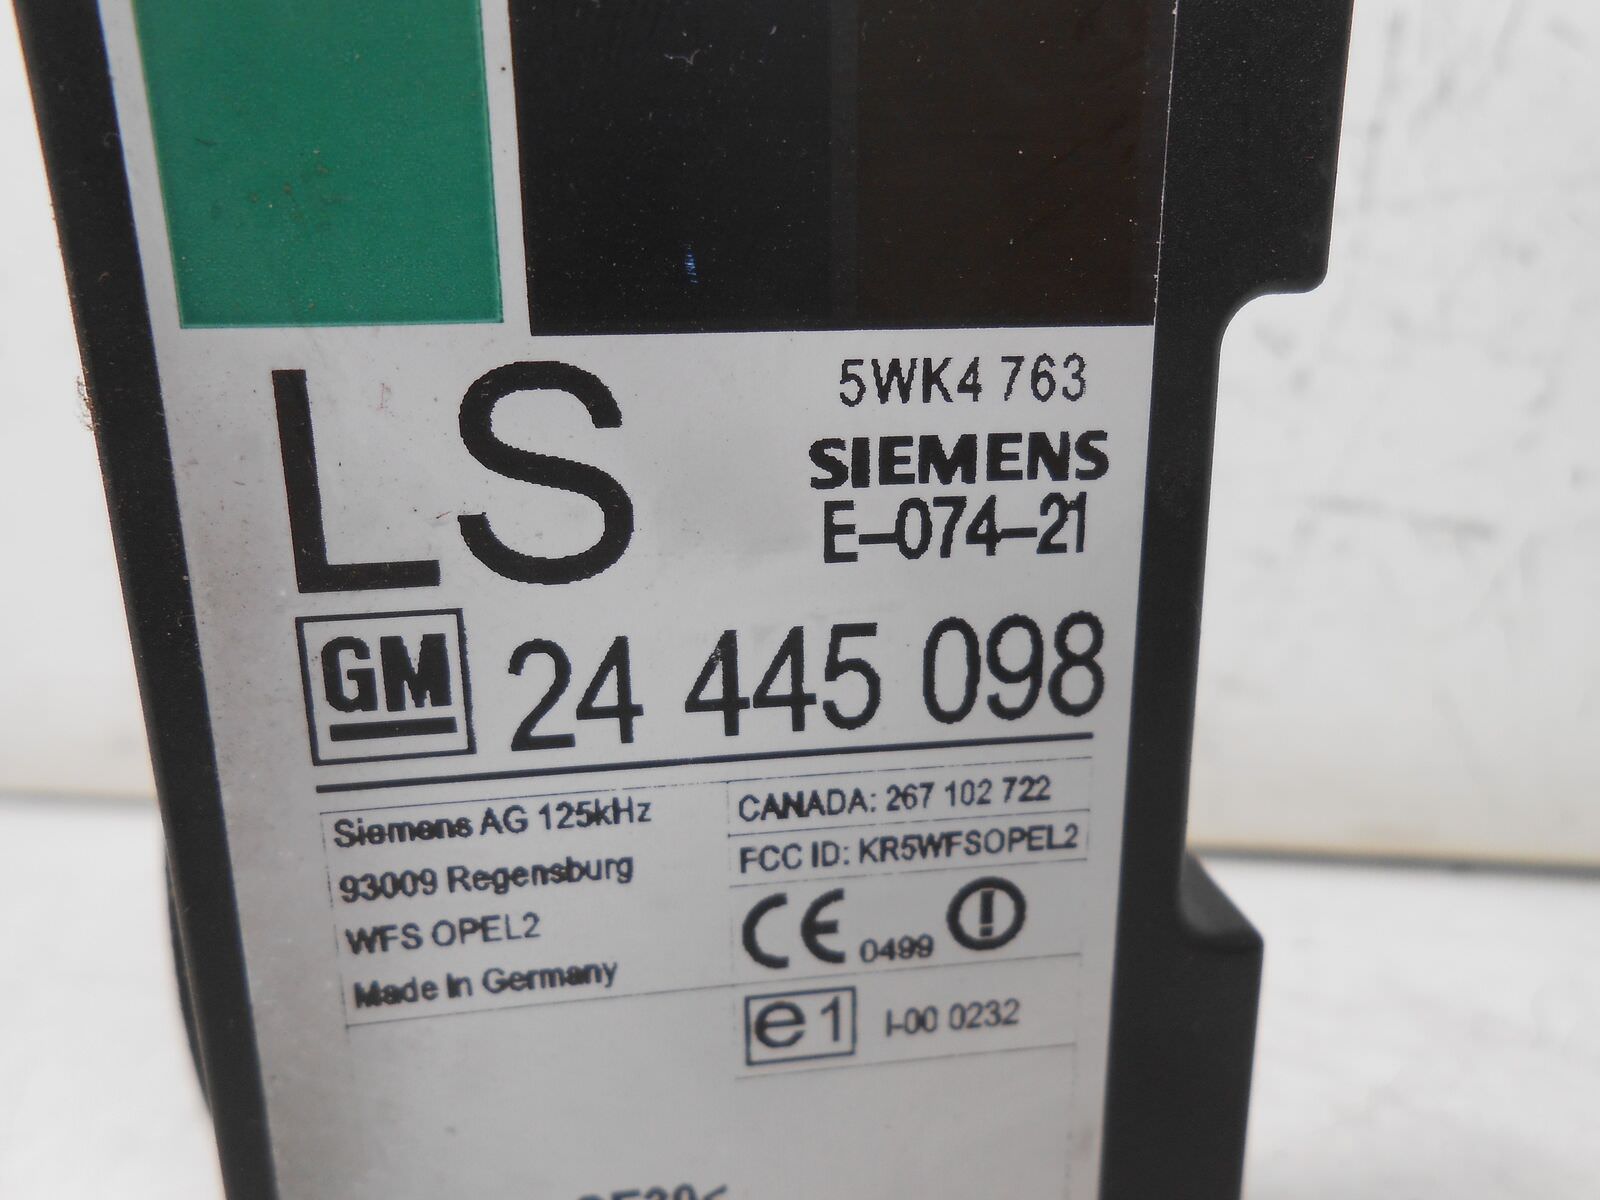 LS
5WK4 763
SIEMENS
E-074-21
GM 24 445 098
Siemens AG 125kHz
93009 Regensburg
WFS OPEL2
Made In Germany
CANADA: 267 102 722
FCC ID: KR5WFSOPEL2
CE 0499 !
e1 I-00 0232